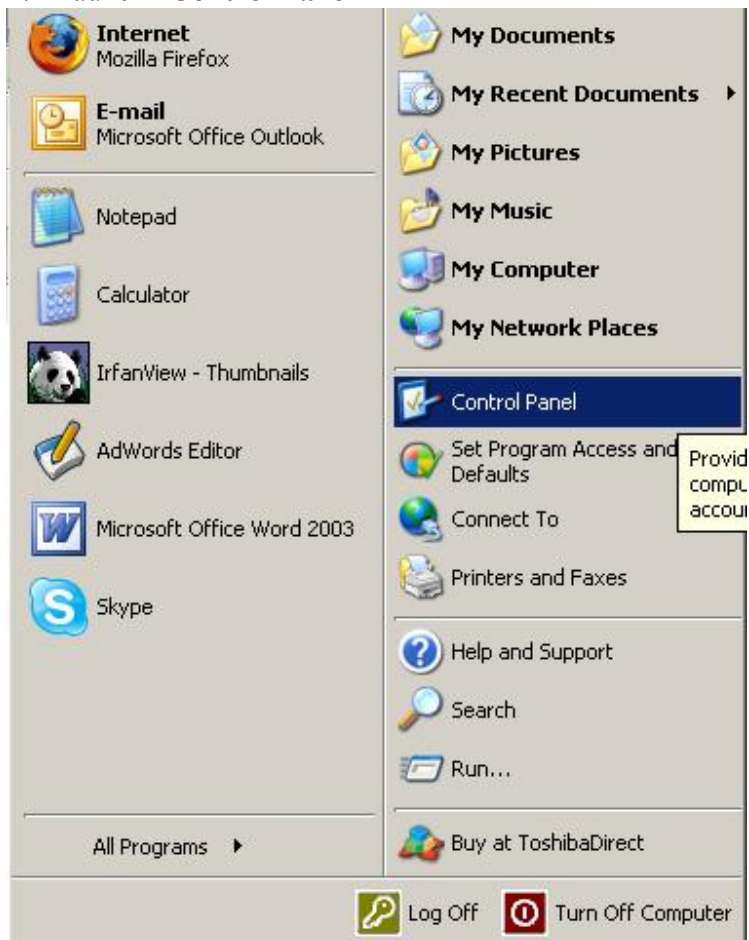 Internet
Mozilla Firefox
E-mail
Microsoft Office Outlook
Notepad
Calculator
IrfanView - Thumbnails
AdWords Editor
Microsoft Office Word 2003
Skype
All Programs
My Documents
My Recent Documents
My Pictures
My Music
My Computer
My Network Places
Control Panel
Set Program Access and
Defaults
Connect To
Printers and Faxes
Provid
compu
accou
Help and Support
Search
Run...
Buy at ToshibaDirect
Log Off
Turn Off Computer